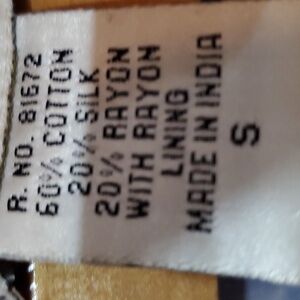 R. NO. 81672
60% COTTON
20% SILK
20% RAYON
WITH RAYON
LINING
MADE IN INDIA
S